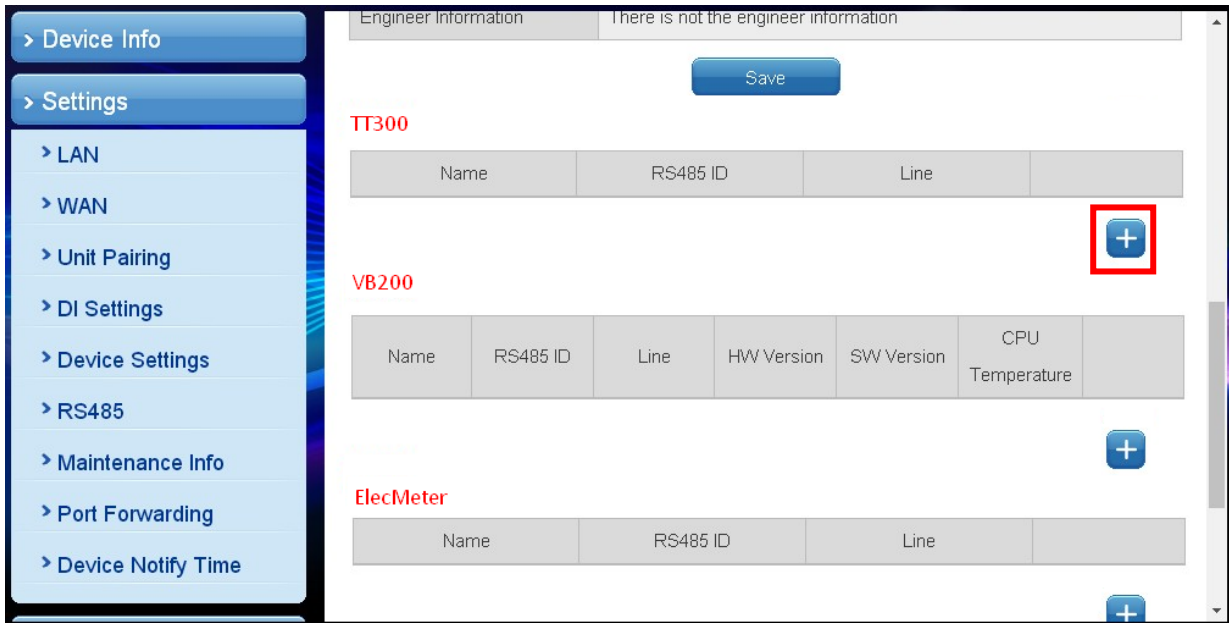 > Device Info
> Settings
> LAN
> WAN
> Unit Pairing
> DI Settings
> Device Settings
> RS485
> Maintenance Info
> Port Forwarding
> Device Notify Time
Engineer Information There is not the engineer information
Save
TT300
Name RS485 ID Line
+
VB200
Name RS485 ID Line HW Version SW Version CPU
Temperature
+
ElecMeter
Name RS485 ID Line
+